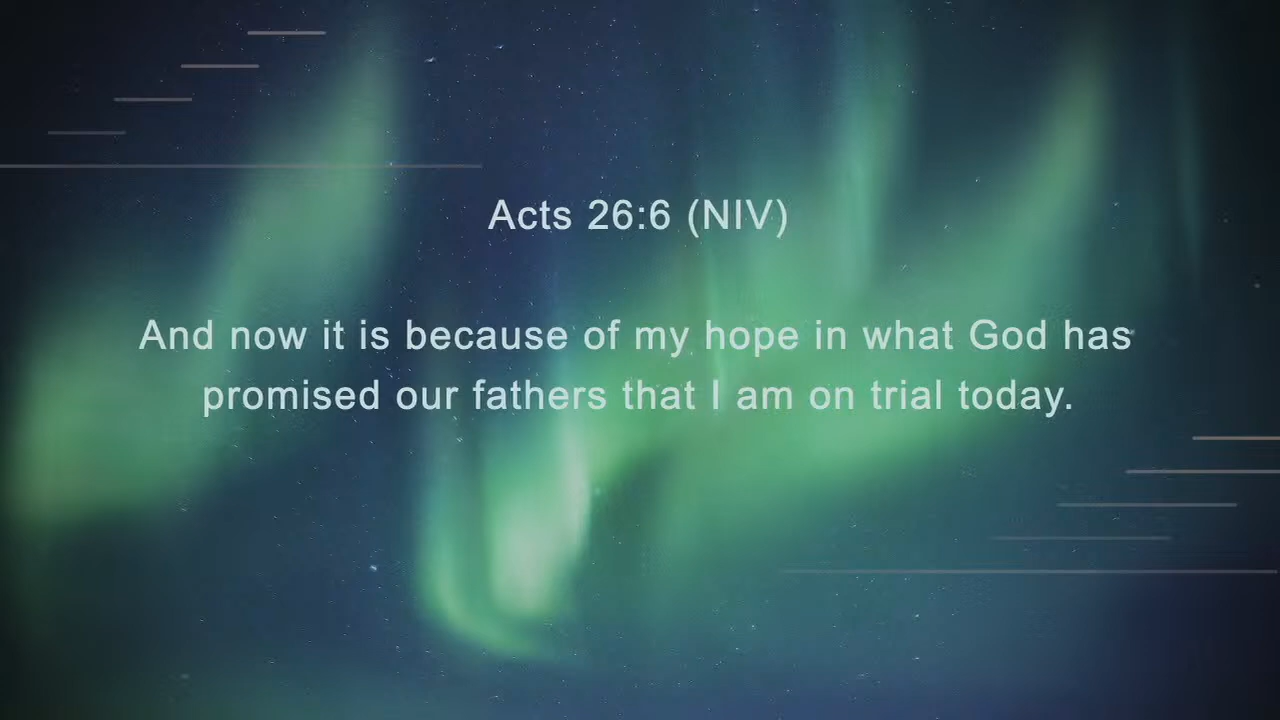 Acts 26:6 (NIV)
And now it is because of my hope in what God has
promised our fathers that I am on trial today.